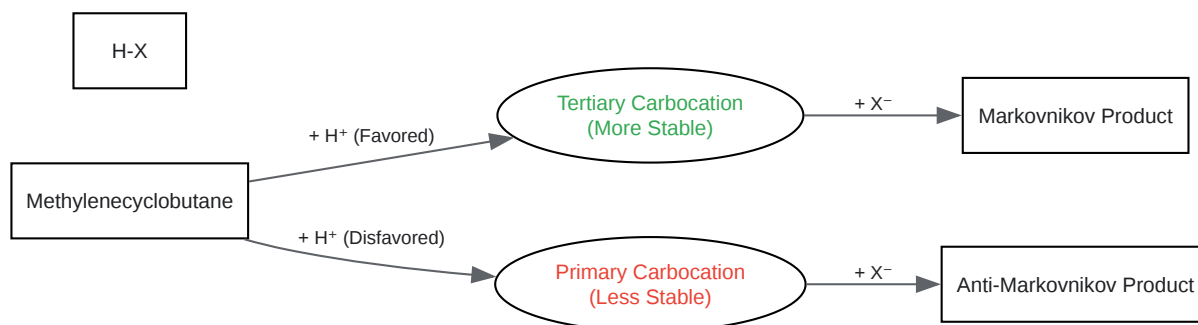 H-X
Tertiary Carbocation
(More Stable)
+ X⁻
Markovnikov Product
+ H⁺ (Favored)
Methylenecyclobutane
+ H⁺ (Disfavored)
Primary Carbocation
(Less Stable)
+ X⁻
Anti-Markovnikov Product